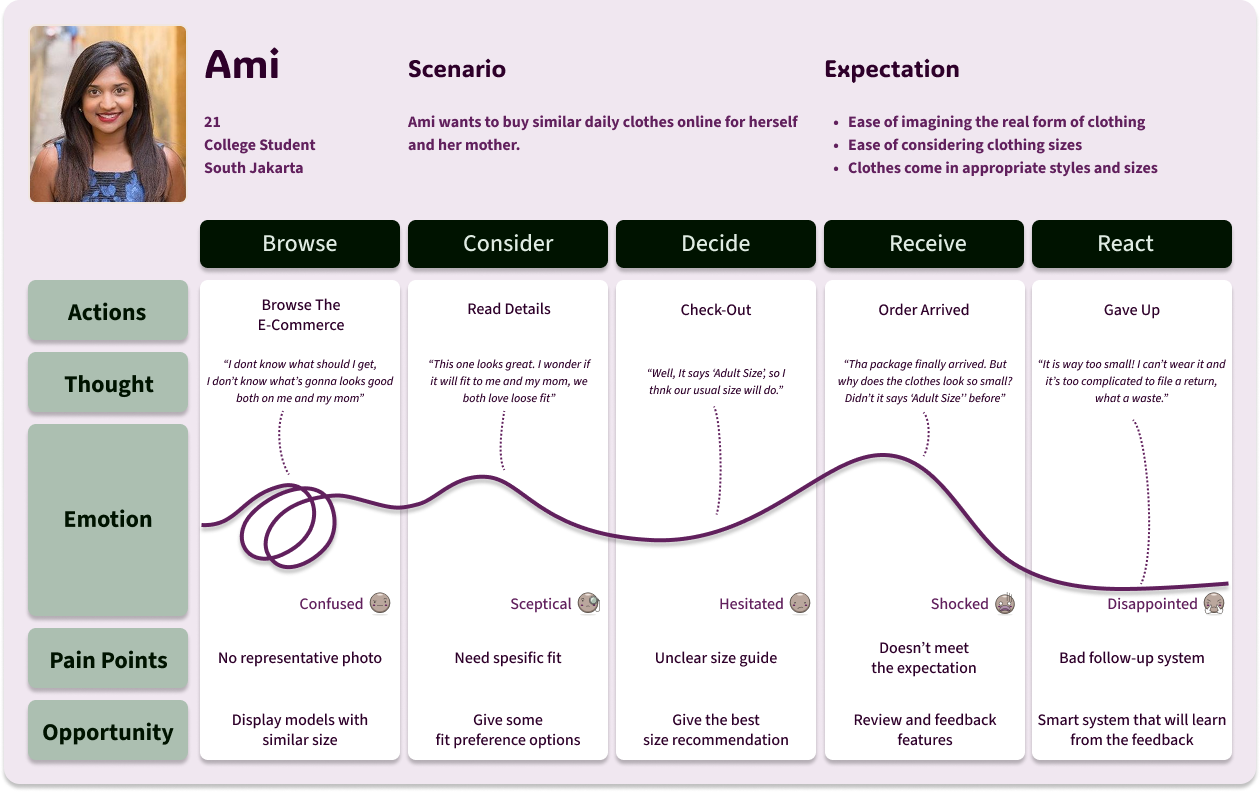 Ami
21
College Student
South Jakarta
Scenario
Ami wants to buy similar daily clothes online for herself
and her mother.
Expectation
• Ease of imagining the real form of clothing
• Ease of considering clothing sizes
• Clothes come in appropriate styles and sizes
Browse
Consider
Decide
Receive
React
Actions
Browse The
E-Commerce
Read Details
Check-Out
Order Arrived
Gave Up
Thought
“I dont know what should I get,
I don’t know what’s gonna looks good
both on me and my mom”
“This one looks great. I wonder if
it will fit to me and my mom, we
both love loose fit”
“Well, It says ‘Adult Size’, so I
thnk our usual size will do.”
“Tha package finally arrived. But
why does the clothes look so small?
Didn’t it says ‘Adult Size’’ before”
“It is way too small! I can’t wear it and
it’s too complicated to file a return,
what a waste.”
Emotion
Confused
Sceptical
Hesitated
Shocked
Disappointed
Pain Points
No representative photo
Need spesific fit
Unclear size guide
Doesn’t meet
the expectation
Bad follow-up system
Opportunity
Display models with
similar size
Give some
fit preference options
Give the best
size recommendation
Review and feedback
features
Smart system that will learn
from the feedback